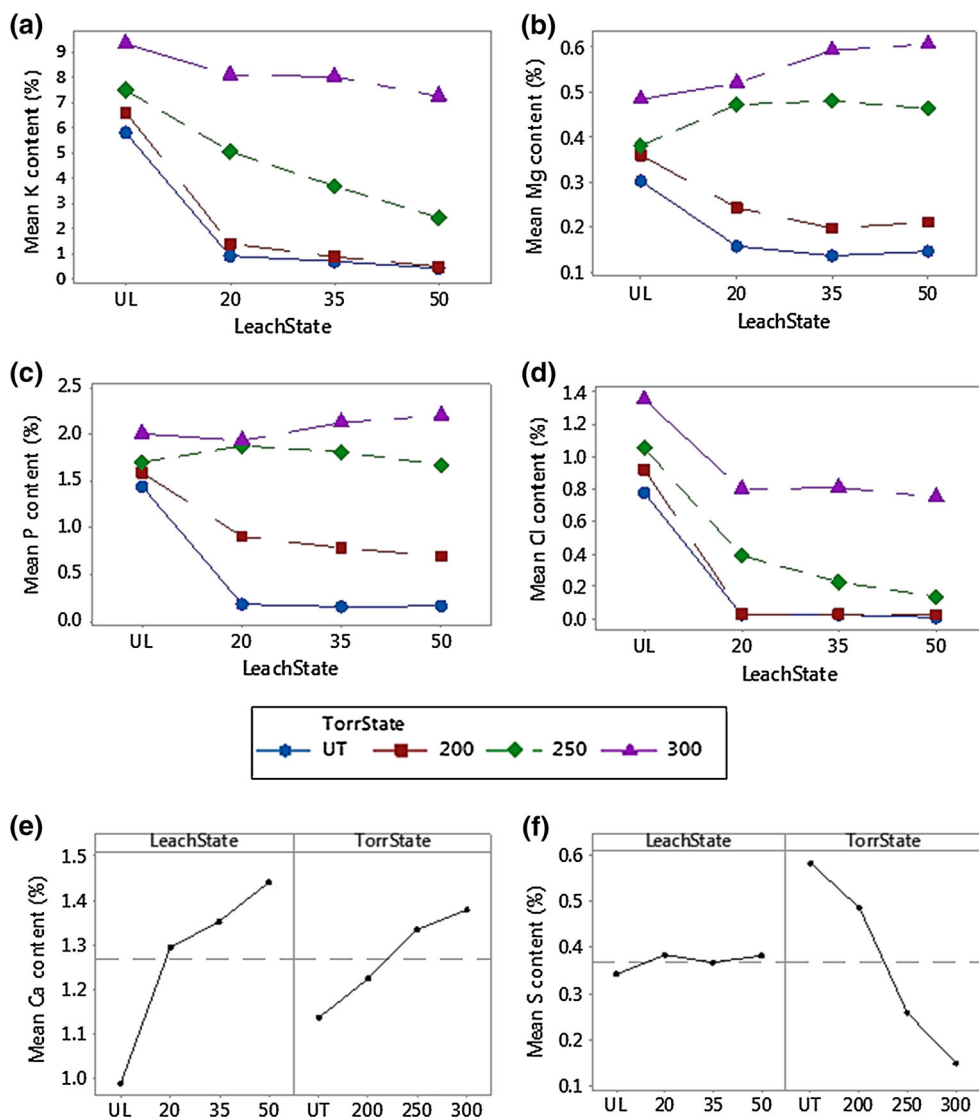 (a)
Mean K content (%)
9
8
7
6
5
4
3
2
1
0
UL 20 35 50
LeachState
(b)
Mean Mg content (%)
0.6
0.5
0.4
0.3
0.2
0.1
UL 20 35 50
LeachState
(c)
Mean P content (%)
2.5
2.0
1.5
1.0
0.5
0.0
UL 20 35 50
LeachState
(d)
Mean Cl content (%)
1.4
1.2
1.0
0.8
0.6
0.4
0.2
0.0
UL 20 35 50
LeachState
TorrState
UT 200 250 300
(e)
LeachState TorrState
Mean Ca content (%)
1.5
1.4
1.3
1.2
1.1
1.0
UL 20 35 50 UT 200 250 300
(f)
LeachState TorrState
Mean S content (%)
0.6
0.5
0.4
0.3
0.2
0.1
UL 20 35 50 UT 200 250 300